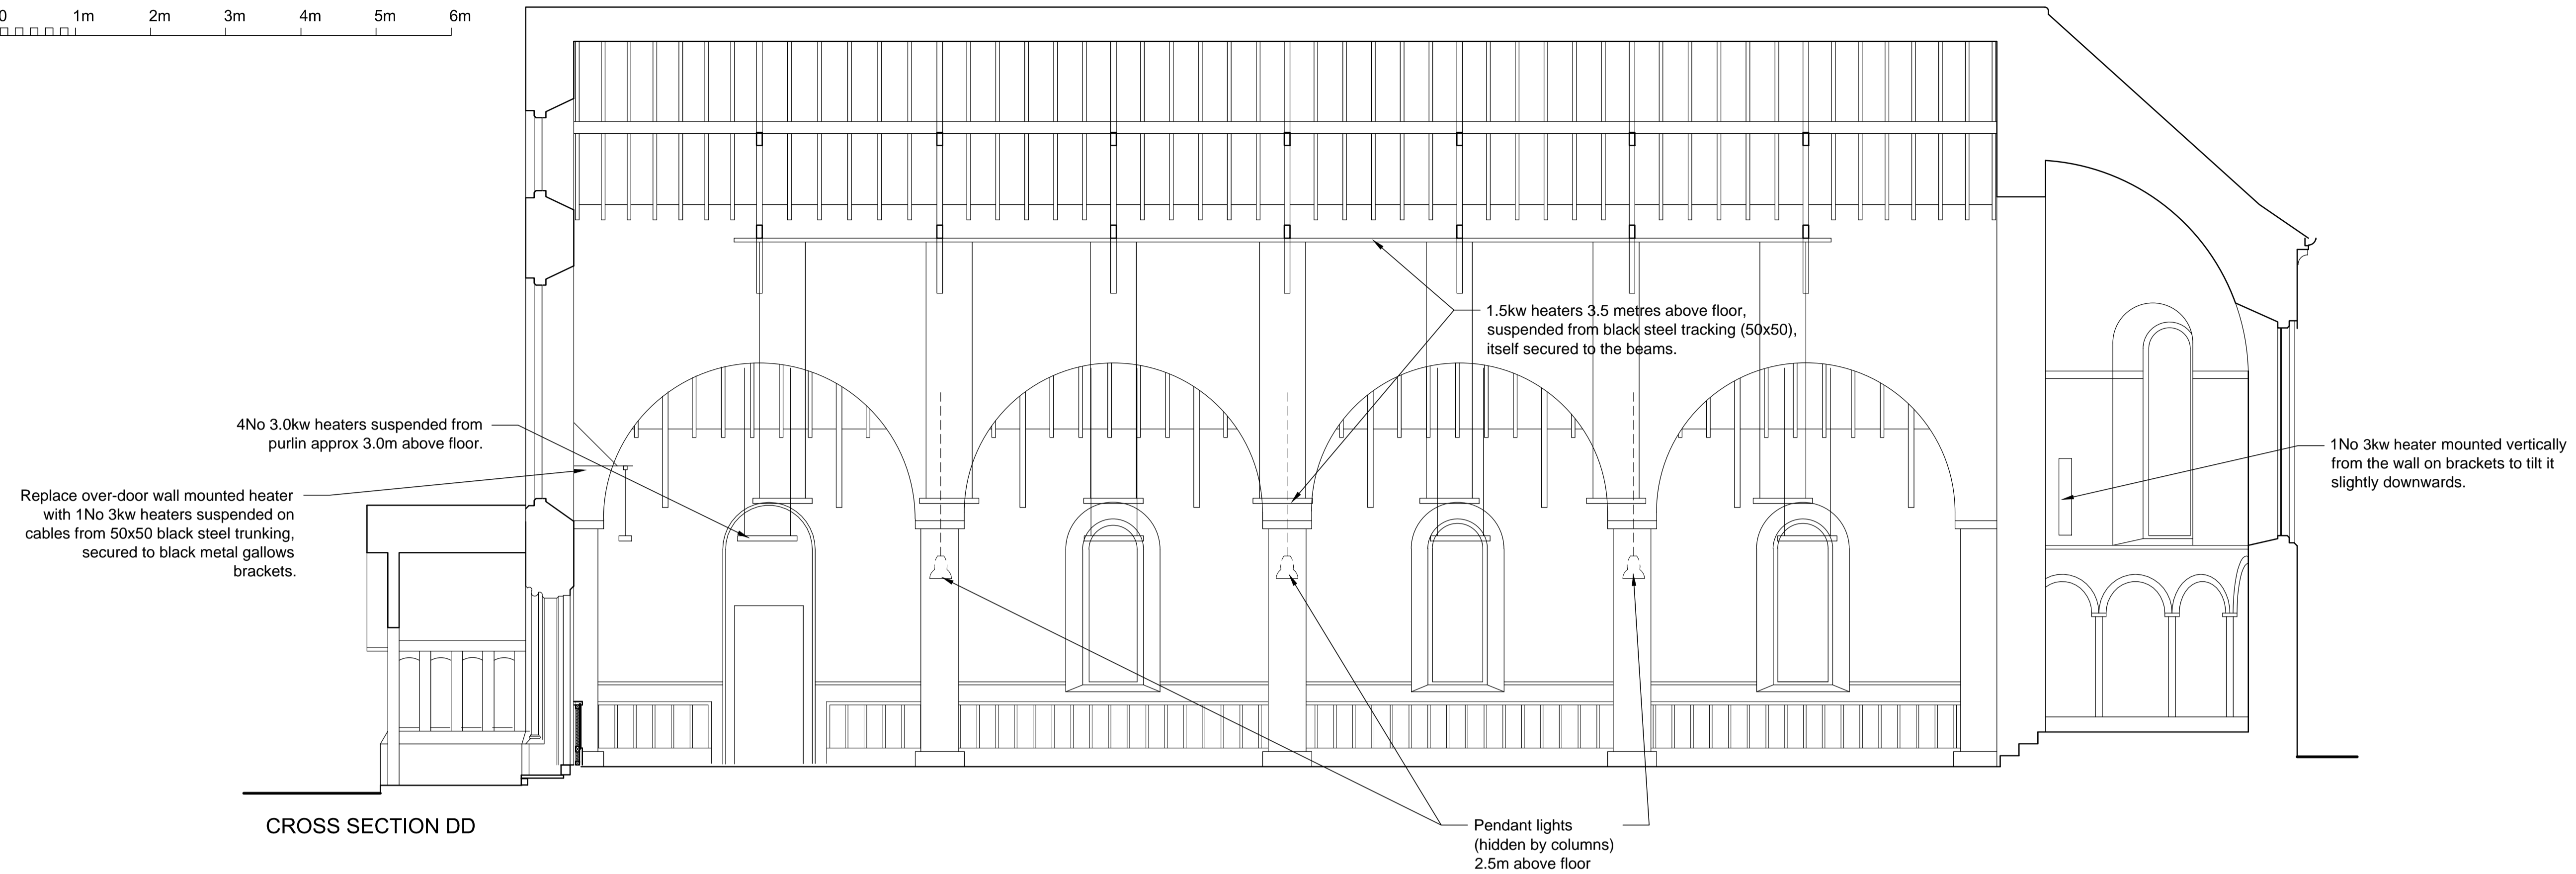 0 1m 2m 3m 4m 5m 6m
1.5kw heaters 3.5 metres above floor,
suspended from black steel tracking (50x50),
itself secured to the beams.
4No 3.0kw heaters suspended from
purlin approx 3.0m above floor.
Replace over-door wall mounted heater
with 1No 3kw heaters suspended on
cables from 50x50 black steel trunking,
secured to black metal gallows
brackets.
1No 3kw heater mounted vertically
from the wall on brackets to tilt it
slightly downwards.
CROSS SECTION DD
Pendant lights
(hidden by columns)
2.5m above floor